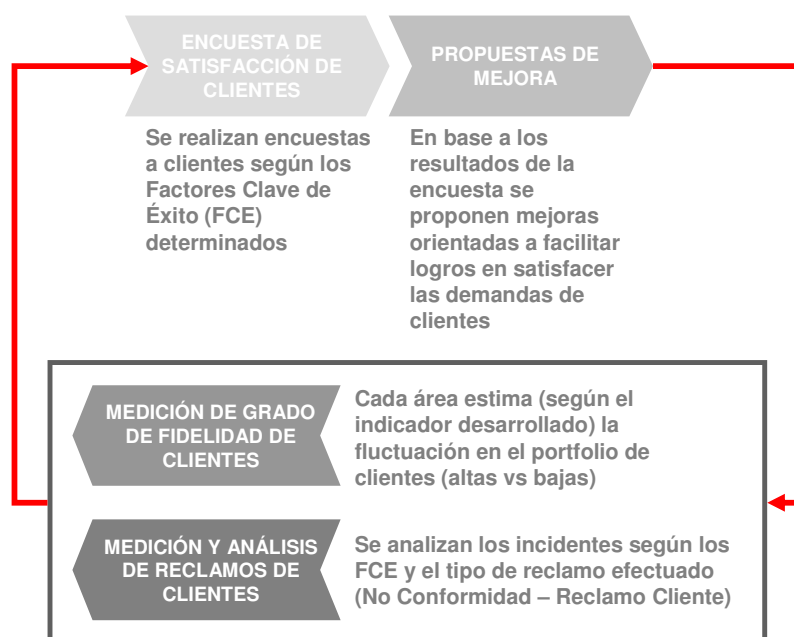 ENCUESTA DE
SATISFACCIÓN DE
CLIENTES
PROPUESTAS DE
MEJORA
Se realizan encuestas
a clientes según los
Factores Clave de
Éxito (FCE)
determinados
En base a los
resultados de la
encuesta se
proponen mejoras
orientadas a facilitar
logros en satisfacer
las demandas de
clientes
MEDICIÓN DE GRADO
DE FIDELIDAD DE
CLIENTES
Cada área estima (según el
indicador desarrollado) la
fluctuación en el portfolio de
clientes (altas vs bajas)
MEDICIÓN Y ANÁLISIS
DE RECLAMOS DE
CLIENTES
Se analizan los incidentes según los
FCE y el tipo de reclamo efectuado
(No Conformidad – Reclamo Cliente)